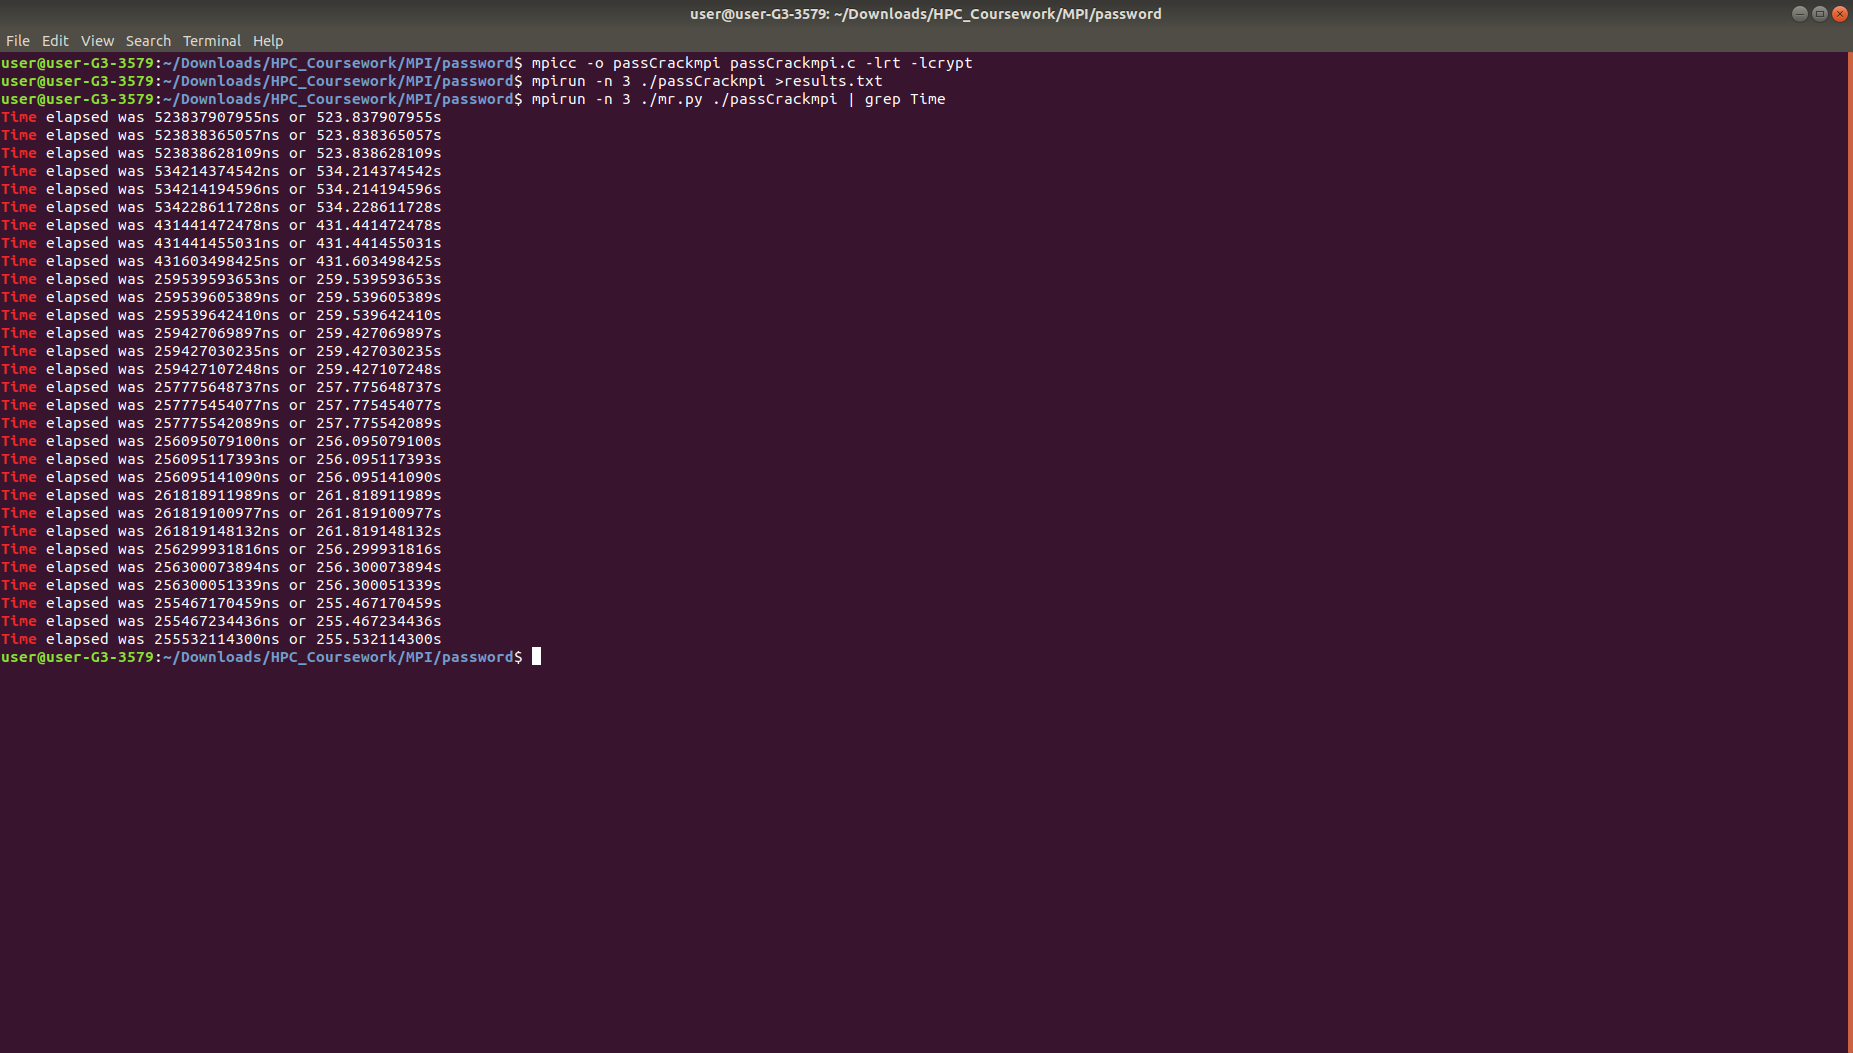 user@user-G3-3579: ~/Downloads/HPC_Coursework/MPI/password
File Edit View Search Terminal Help
user@user-G3-3579:~/Downloads/HPC_Coursework/MPI/password$ mpicc -o passCrackmpi passCrackmpi.c -lrt -lcrypt
user@user-G3-3579:~/Downloads/HPC_Coursework/MPI/password$ mpirun -n 3 ./passCrackmpi >results.txt
user@user-G3-3579:~/Downloads/HPC_Coursework/MPI/password$ mpirun -n 3 ./mr.py ./passCrackmpi | grep Time
Time elapsed was 523837907955ns or 523.837907955s
Time elapsed was 523838365057ns or 523.838365057s
Time elapsed was 523838628109ns or 523.838628109s
Time elapsed was 534214374542ns or 534.214374542s
Time elapsed was 534214194596ns or 534.214194596s
Time elapsed was 534228611728ns or 534.228611728s
Time elapsed was 431441472478ns or 431.441472478s
Time elapsed was 431441455031ns or 431.441455031s
Time elapsed was 431603498425ns or 431.603498425s
Time elapsed was 259539593653ns or 259.539593653s
Time elapsed was 259539605389ns or 259.539605389s
Time elapsed was 259539642410ns or 259.539642410s
Time elapsed was 259427069897ns or 259.427069897s
Time elapsed was 259427030235ns or 259.427030235s
Time elapsed was 259427107248ns or 259.427107248s
Time elapsed was 257775648737ns or 257.775648737s
Time elapsed was 257775454077ns or 257.775454077s
Time elapsed was 257775542089ns or 257.775542089s
Time elapsed was 256095079100ns or 256.095079100s
Time elapsed was 256095117393ns or 256.095117393s
Time elapsed was 256095141090ns or 256.095141090s
Time elapsed was 261818911989ns or 261.818911989s
Time elapsed was 261819100977ns or 261.819100977s
Time elapsed was 261819148132ns or 261.819148132s
Time elapsed was 256299931816ns or 256.299931816s
Time elapsed was 256300073894ns or 256.300073894s
Time elapsed was 256300051339ns or 256.300051339s
Time elapsed was 255467170459ns or 255.467170459s
Time elapsed was 255467234436ns or 255.467234436s
Time elapsed was 255532114300ns or 255.532114300s
user@user-G3-3579:~/Downloads/HPC_Coursework/MPI/password$